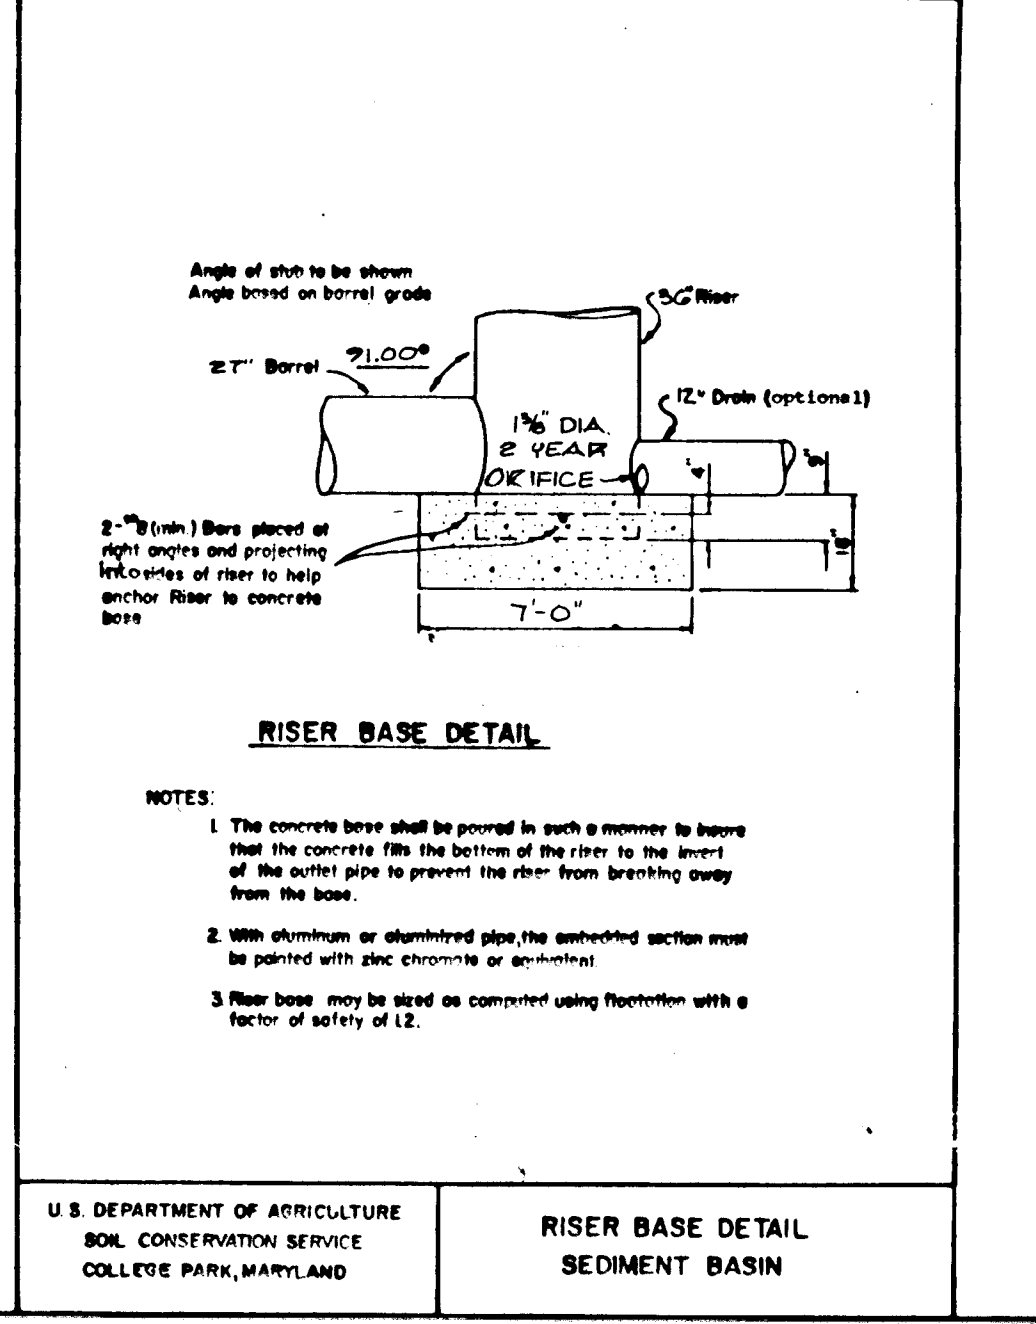 Angle of stub to be shown
Angle based on barrel grade
36" Riser
27" Barrel
91.00°
12" Drain (optional)
1⅜" DIA.
2 YEAR
ORIFICE
2-#8 (min.) Bars placed at
right angles and projecting
into sides of riser to help
anchor Riser to concrete
base
7'-0"
RISER BASE DETAIL
NOTES:
1. The concrete base shall be poured in such a manner to insure
that the concrete fills the bottom of the riser to the invert
of the outlet pipe to prevent the riser from breaking away
from the base.
2. With aluminum or aluminized pipe, the embedded section must
be painted with zinc chromate or equivalent.
3. Riser base may be sized as computed using floatation with a
factor of safety of 1.2.
U.S. DEPARTMENT OF AGRICULTURE
SOIL CONSERVATION SERVICE
COLLEGE PARK, MARYLAND
RISER BASE DETAIL
SEDIMENT BASIN